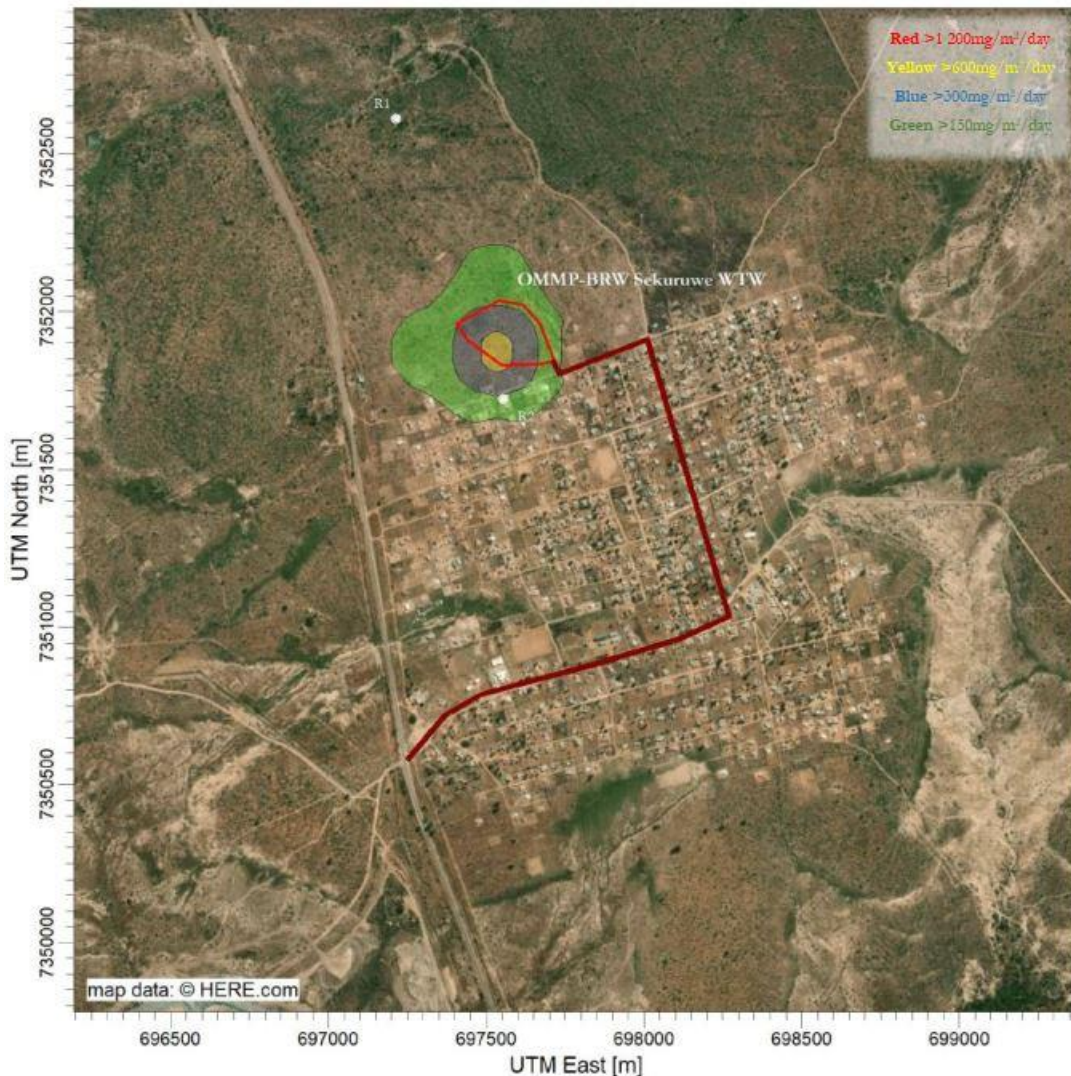 Red >1 200mg/m²/day
Yellow >600mg/m²/day
Blue >300mg/m²/day
Green >150mg/m²/day
R1
OMMP-BRW Sekuruwe WTW
R2
7352500
7352000
7351500
7351000
7350500
7350000
UTM North [m]
map data: © HERE.com
696500 697000 697500 698000 698500 699000
UTM East [m]